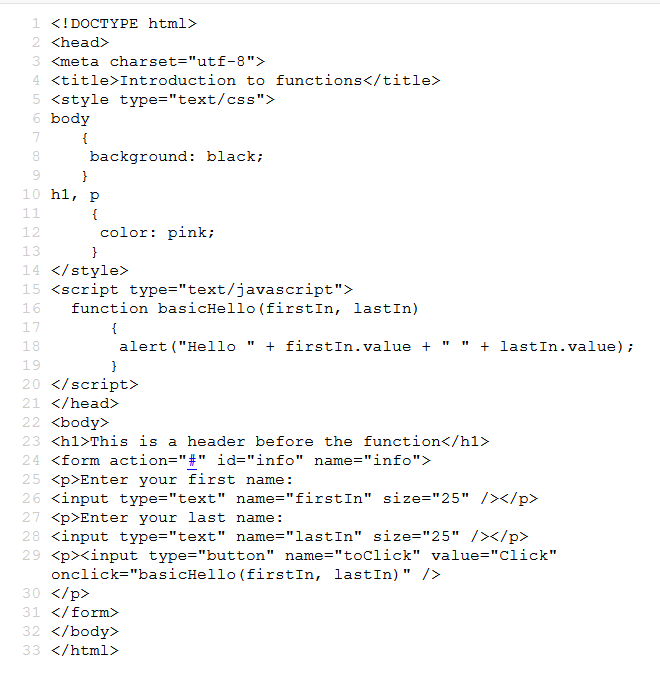 1 <!DOCTYPE html>
2 <head>
3 <meta charset="utf-8">
4 <title>Introduction to functions</title>
5 <style type="text/css">
6 body
7 {
8 background: black;
9 }
10 h1, p
11 {
12 color: pink;
13 }
14 </style>
15 <script type="text/javascript">
16 function basicHello(firstIn, lastIn)
17 {
18 alert("Hello " + firstIn.value + " " + lastIn.value);
19 }
20 </script>
21 </head>
22 <body>
23 <h1>This is a header before the function</h1>
24 <form action="#" id="info" name="info">
25 <p>Enter your first name:
26 <input type="text" name="firstIn" size="25" /></p>
27 <p>Enter your last name:
28 <input type="text" name="lastIn" size="25" /></p>
29 <p><input type="button" name="toClick" value="Click"
onclick="basicHello(firstIn, lastIn)" />
30 </p>
31 </form>
32 </body>
33 </html>